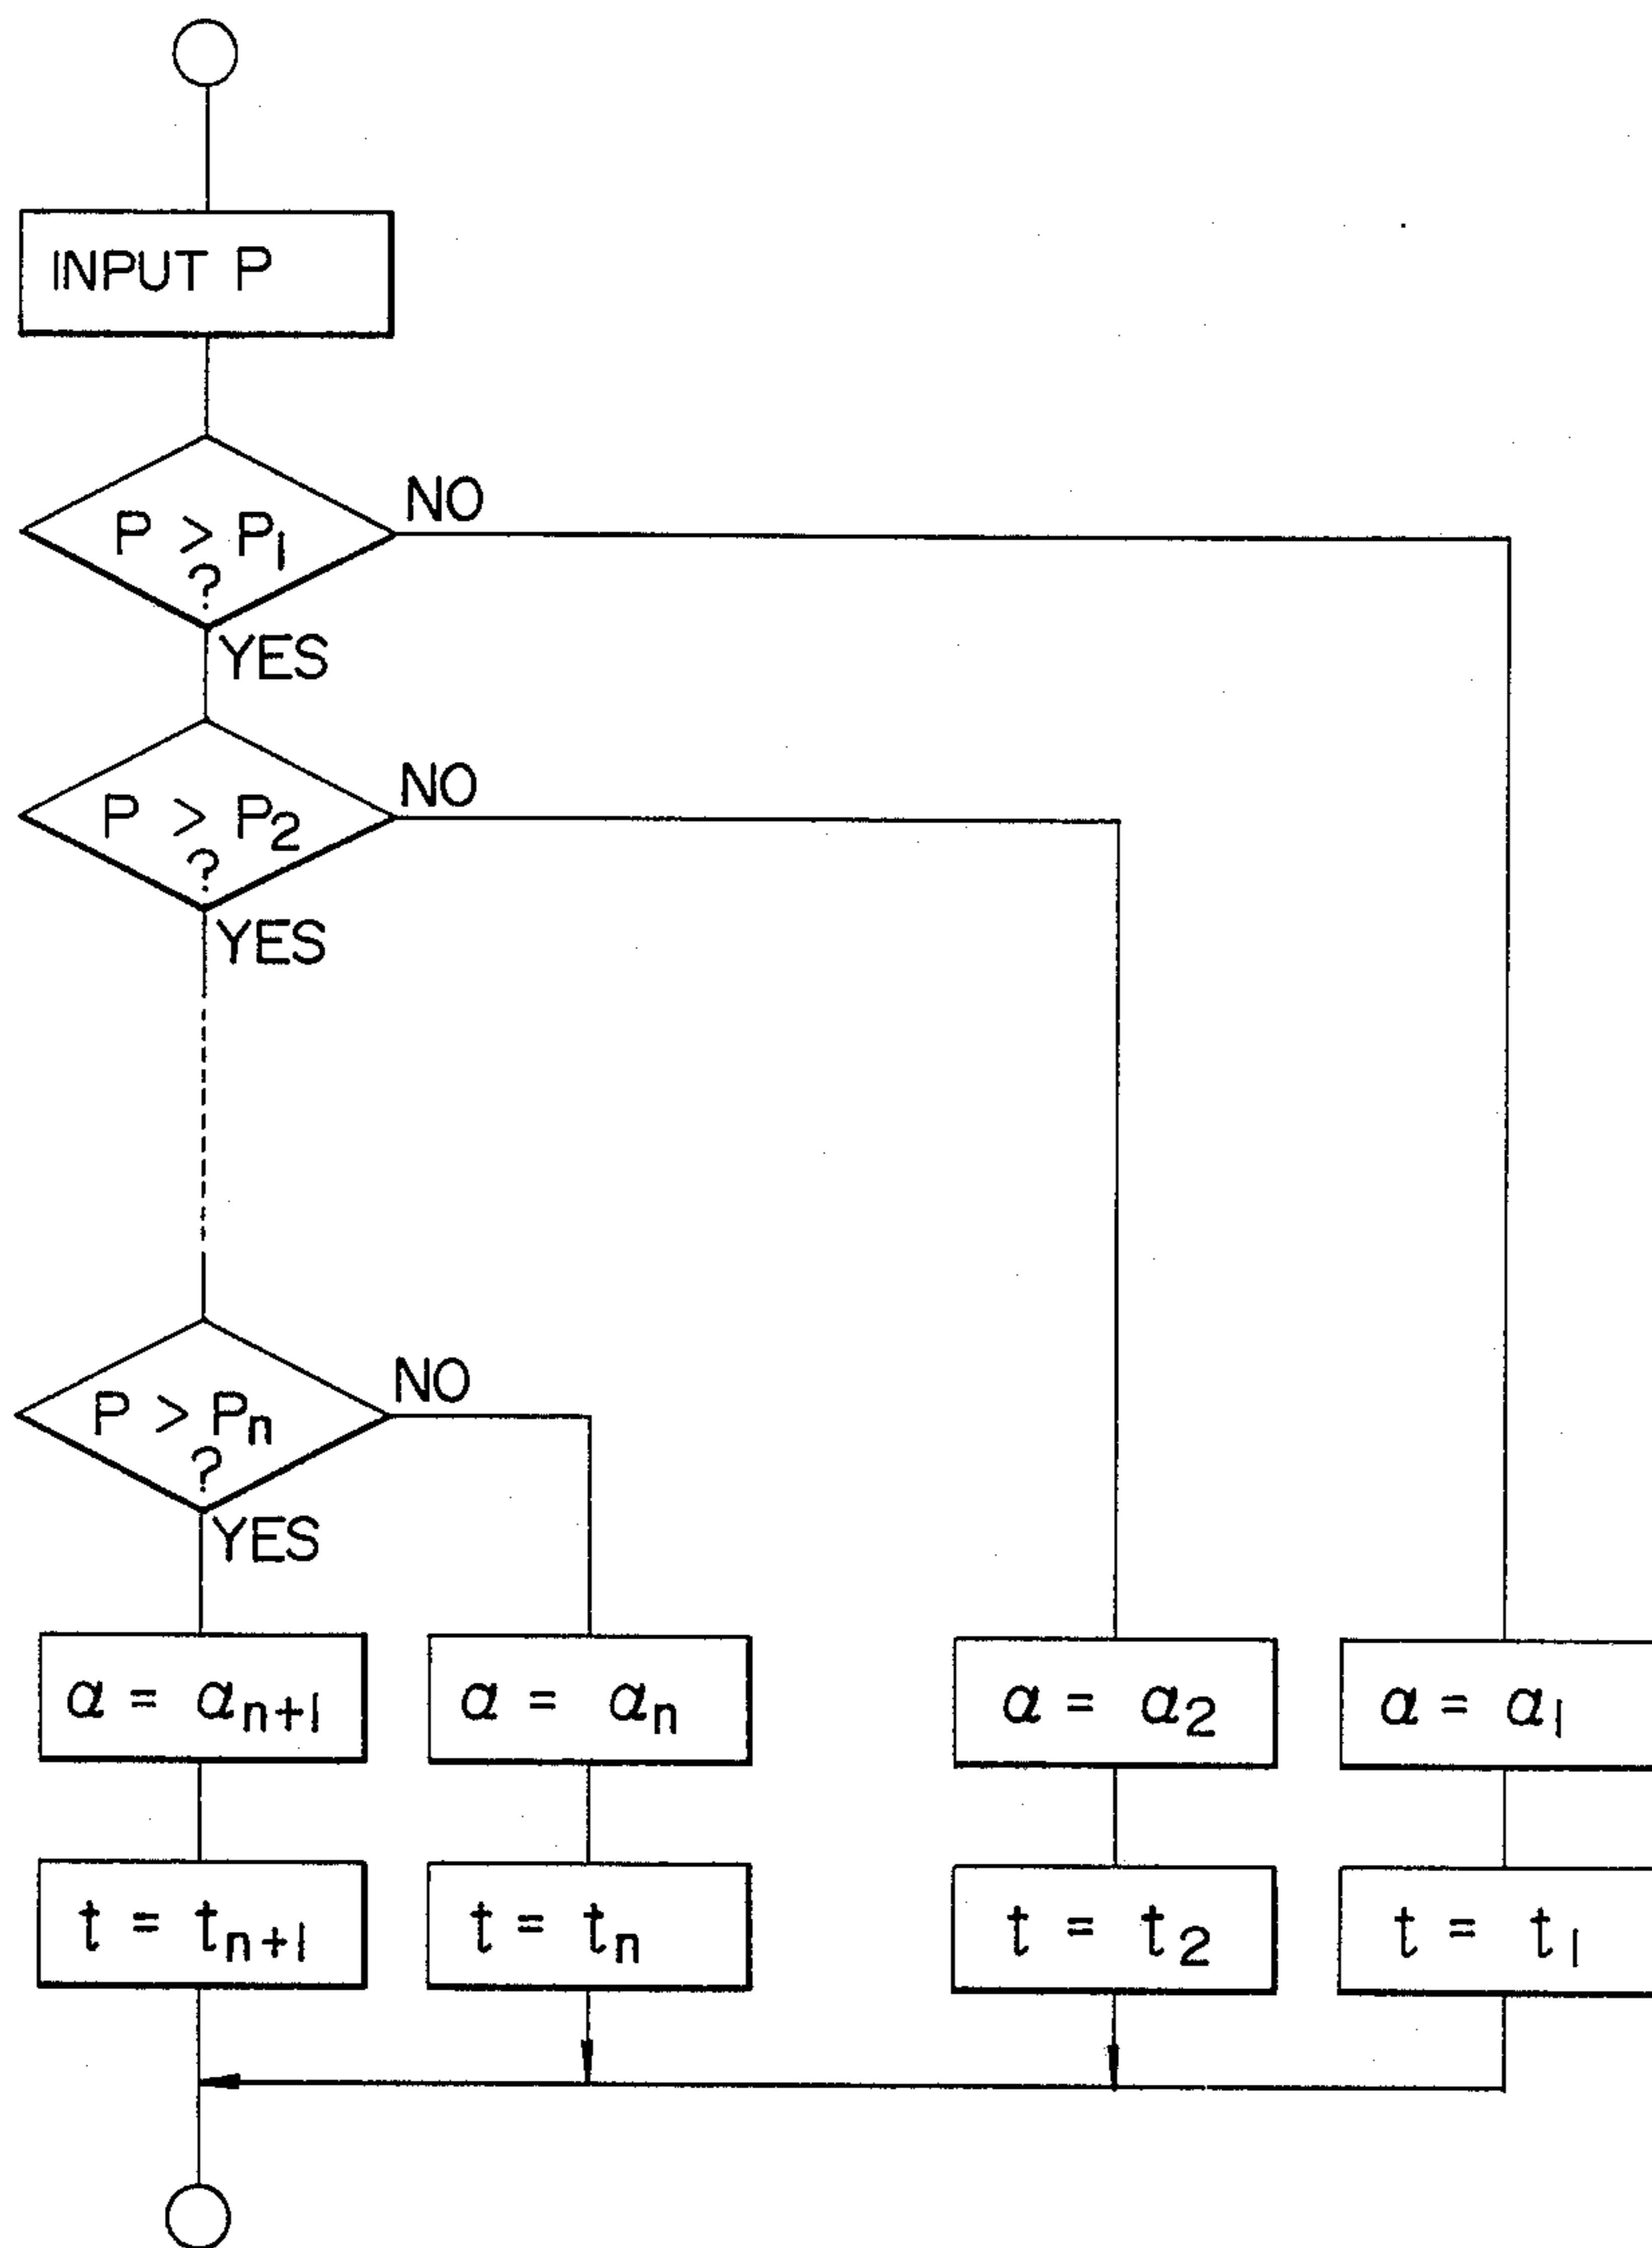 INPUT P
NO
P > P₁
?
YES
NO
P > P₂
?
YES
NO
P > Pₙ
?
YES
α = αₙ₊₁
α = αₙ
α = α₂
α = α₁
t = tₙ₊₁
t = tₙ
t = t₂
t = t₁